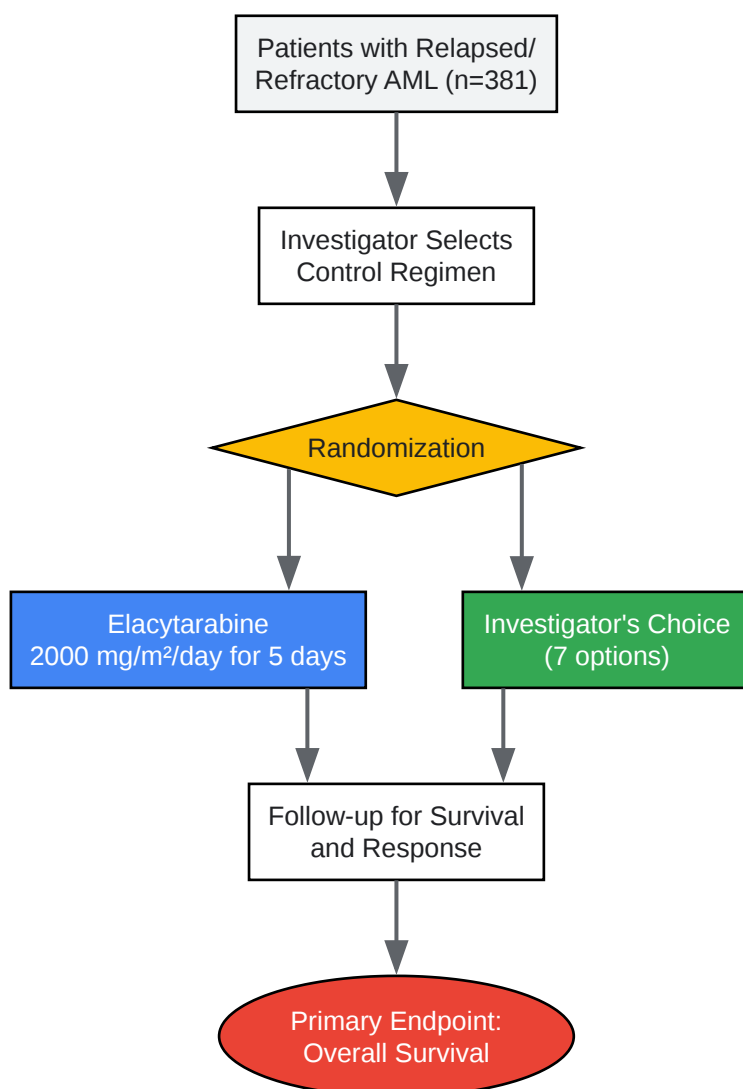 Patients with Relapsed/
Refractory AML (n=381)
Investigator Selects
Control Regimen
Randomization
Elacytarabine
2000 mg/m²/day for 5 days
Investigator's Choice
(7 options)
Follow-up for Survival
and Response
Primary Endpoint:
Overall Survival